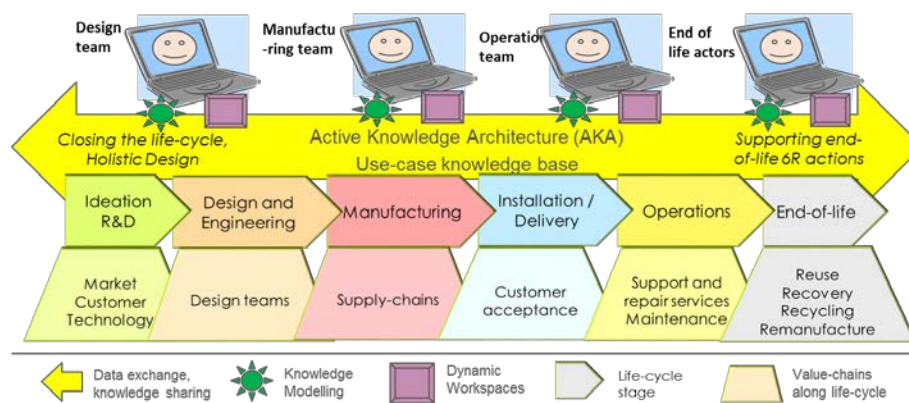 Design
team
Manufactu
-ring team
Operation
team
End of
life actors
Closing the life-cycle,
Holistic Design
Active Knowledge Architecture (AKA)
Use-case knowledge base
Supporting end-
of-life 6R actions
Ideation
R&D
Design and
Engineering
Manufacturing
Installation /
Delivery
Operations
End-of-life
Market
Customer
Technology
Design teams
Supply-chains
Customer
acceptance
Support and
repair services
Maintenance
Reuse
Recovery
Recycling
Remanufacture
Data exchange,
knowledge sharing
Knowledge
Modelling
Dynamic
Workspaces
Life-cycle
stage
Value-chains
along life-cycle